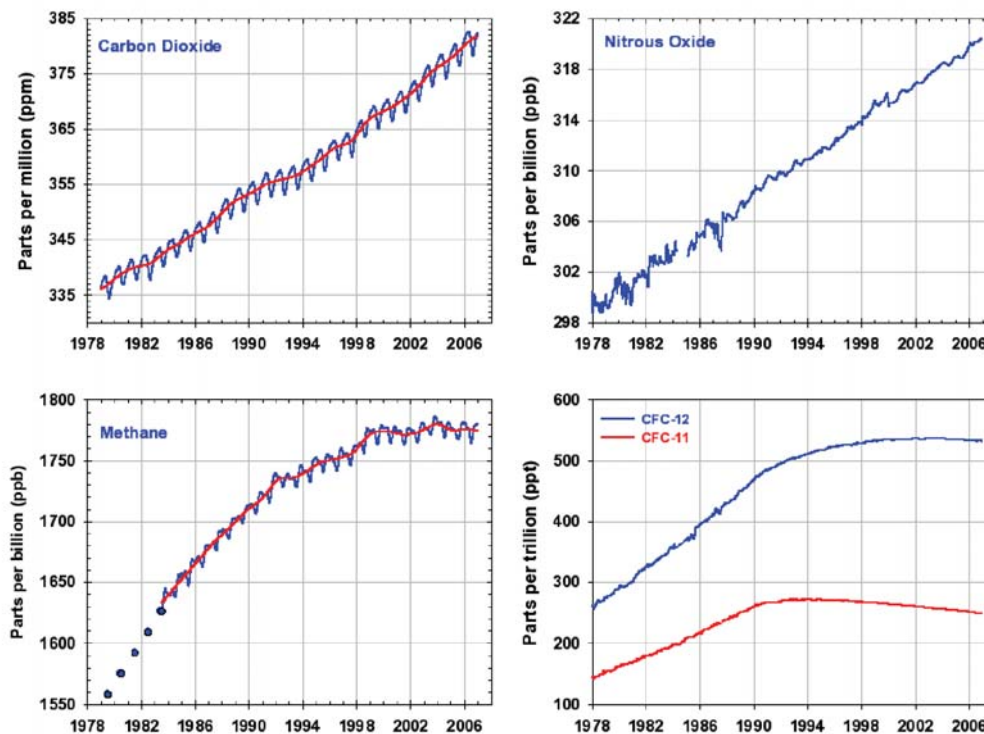 Carbon Dioxide
Parts per million (ppm)
385
375
365
355
345
335
1978 1982 1986 1990 1994 1998 2002 2006
Nitrous Oxide
Parts per billion (ppb)
322
318
314
310
306
302
298
1978 1982 1986 1990 1994 1998 2002 2006
Methane
Parts per billion (ppb)
1800
1750
1700
1650
1600
1550
1978 1982 1986 1990 1994 1998 2002 2006
CFC-12
CFC-11
Parts per trillion (ppt)
600
500
400
300
200
100
1978 1982 1986 1990 1994 1998 2002 2006